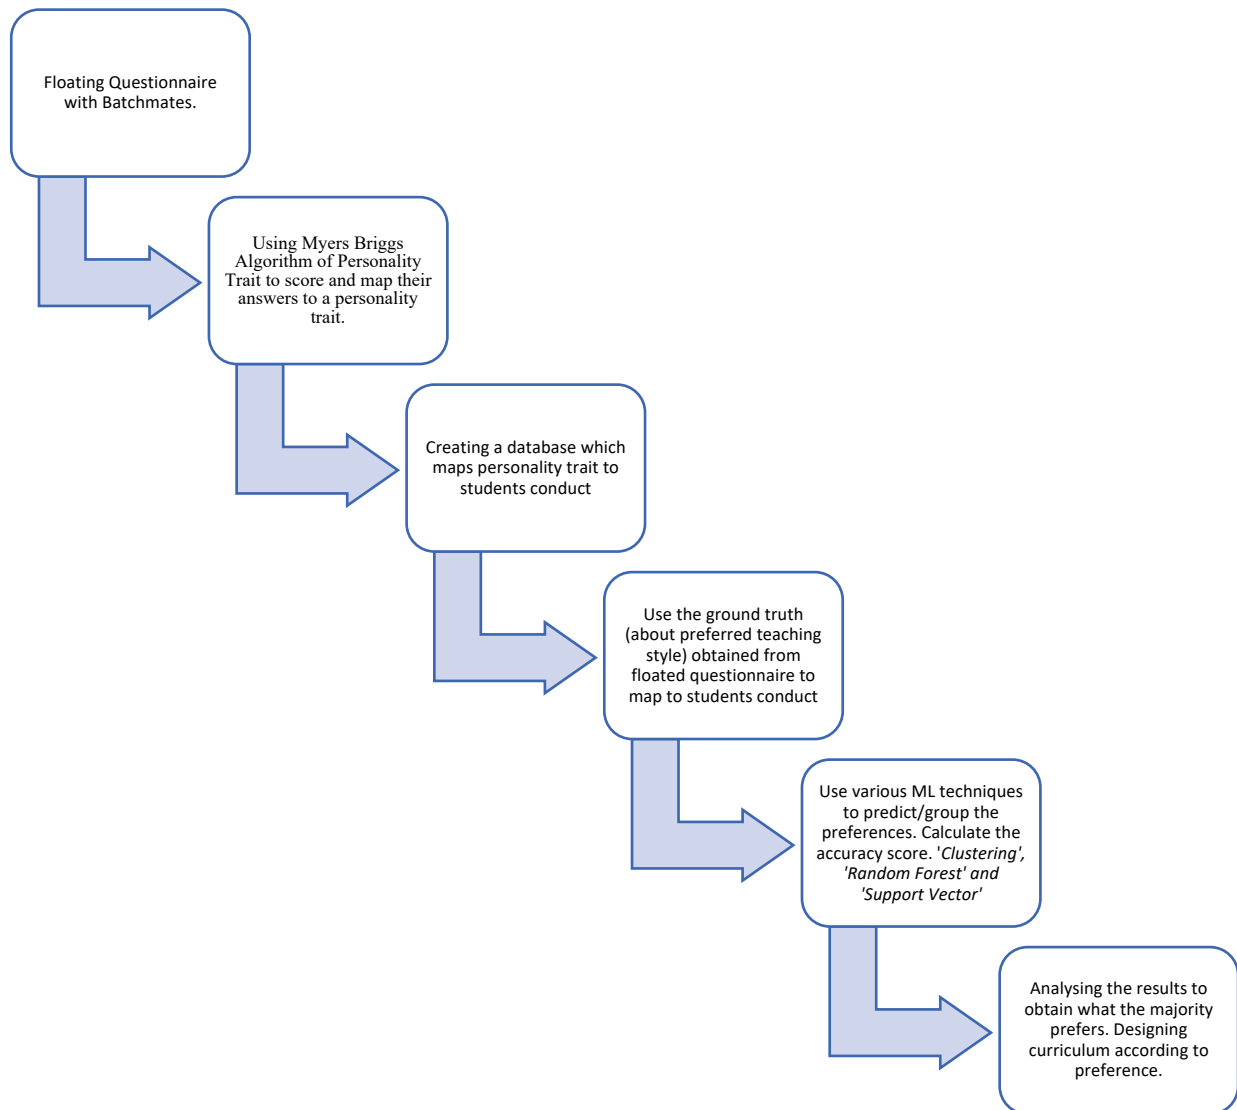 Floating Questionnaire
with Batchmates.
Using Myers Briggs
Algorithm of Personality
Trait to score and map their
answers to a personality
trait.
Creating a database which
maps personality trait to
students conduct
Use the ground truth
(about preferred teaching
style) obtained from
floated questionnaire to
map to students conduct
Use various ML techniques
to predict/group the
preferences. Calculate the
accuracy score. 'Clustering',
'Random Forest' and
'Support Vector'
Analysing the results to
obtain what the majority
prefers. Designing
curriculum according to
preference.